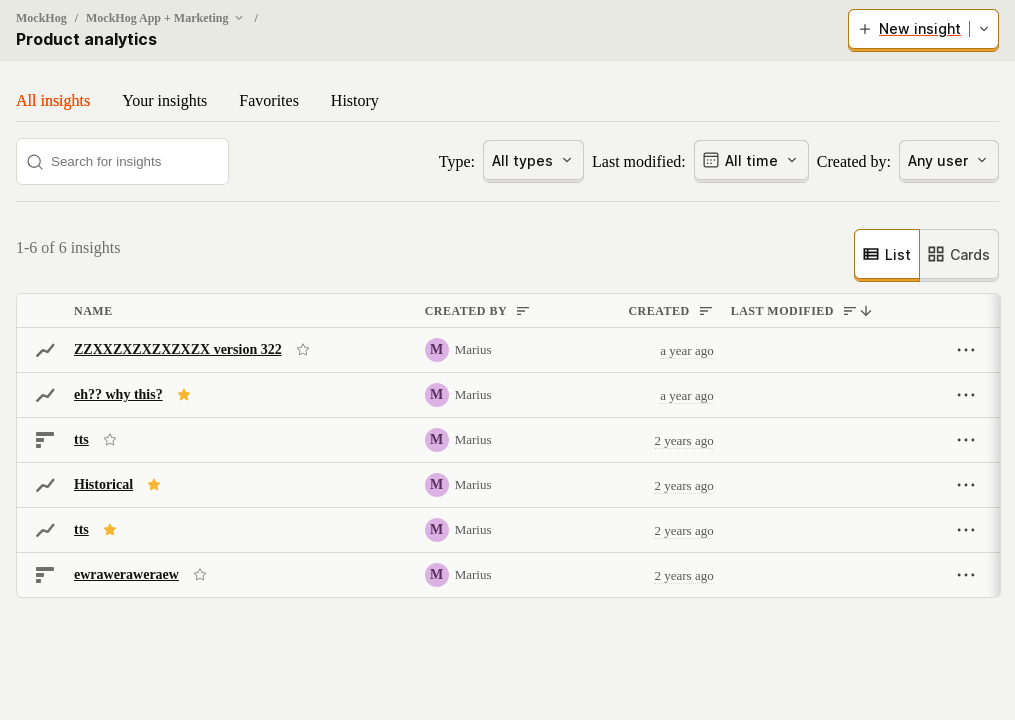 MockHog / MockHog App + Marketing /
Product analytics
New insight
All insights Your insights Favorites History
Search for insights
Type: All types Last modified: All time Created by: Any user
1-6 of 6 insights
List Cards
NAME CREATED BY CREATED LAST MODIFIED
ZZXXZXZXZXZXZX version 322 M Marius a year ago
eh?? why this? M Marius a year ago
tts M Marius 2 years ago
Historical M Marius 2 years ago
tts M Marius 2 years ago
ewraweraweraew M Marius 2 years ago